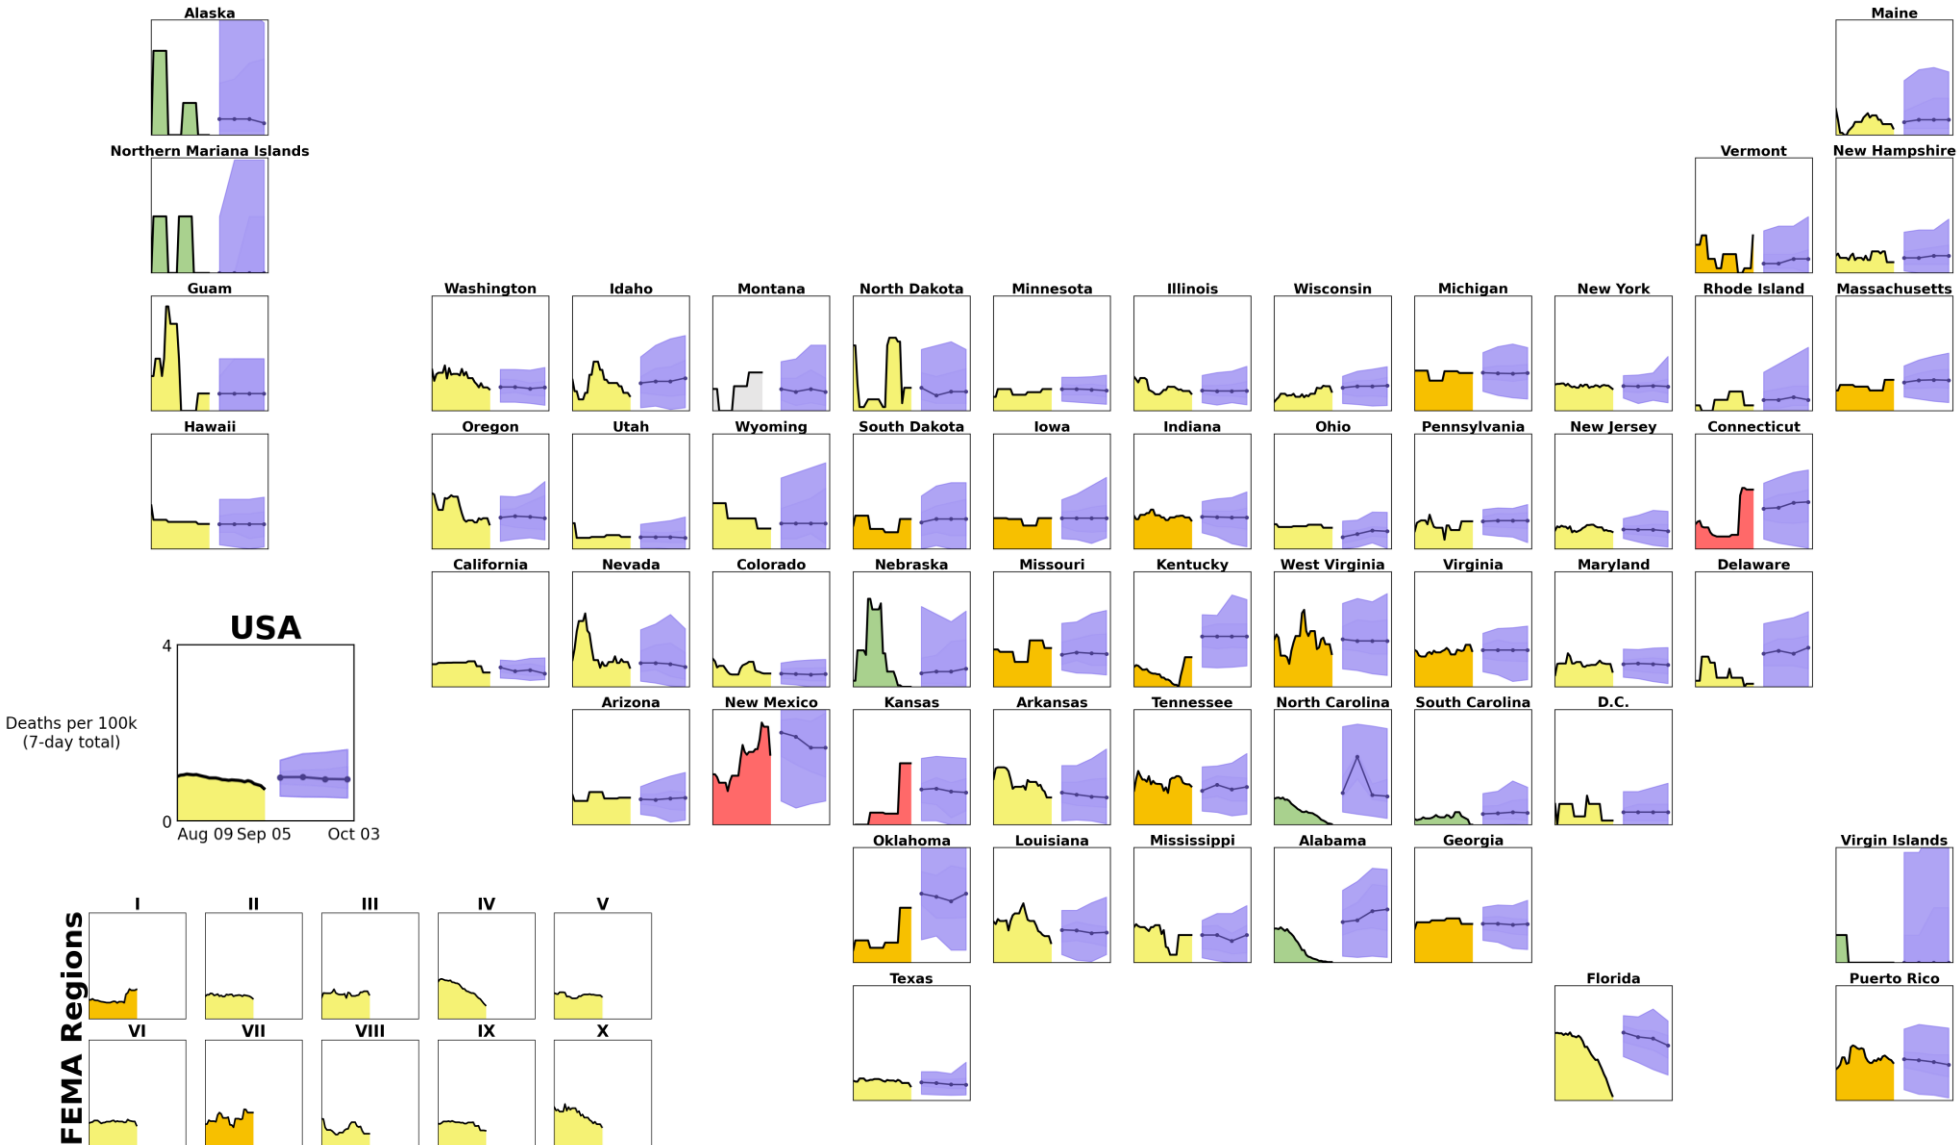 Alaska
Maine
Northern Mariana Islands
Vermont
New Hampshire
Guam
Washington
Idaho
Montana
North Dakota
Minnesota
Illinois
Wisconsin
Michigan
New York
Rhode Island
Massachusetts
Hawaii
Oregon
Utah
Wyoming
South Dakota
Iowa
Indiana
Ohio
Pennsylvania
New Jersey
Connecticut
California
Nevada
Colorado
Nebraska
Missouri
Kentucky
West Virginia
Virginia
Maryland
Delaware
USA
4
Deaths per 100k
(7-day total)
0
Aug 09 Sep 05 Oct 03
Arizona
New Mexico
Kansas
Arkansas
Tennessee
North Carolina
South Carolina
D.C.
Oklahoma
Louisiana
Mississippi
Alabama
Georgia
Virgin Islands
Texas
Florida
Puerto Rico
FEMA Regions
I
II
III
IV
V
VI
VII
VIII
IX
X